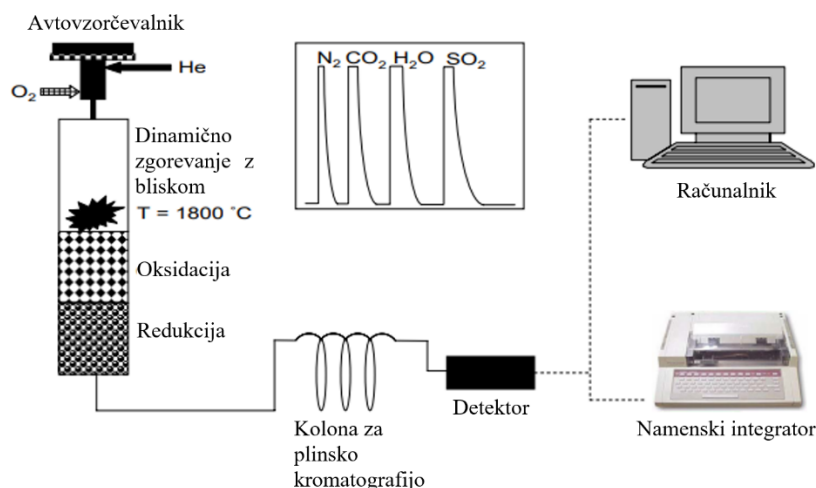 Avtovzorčevalnik
He
O₂
Dinamično
zgorevanje z
bliskom
T = 1800 °C
Oksidacija
Redukcija
N₂ CO₂ H₂O SO₂
Kolona za
plinsko
kromatografijo
Detektor
Računalnik
Namenski integrator